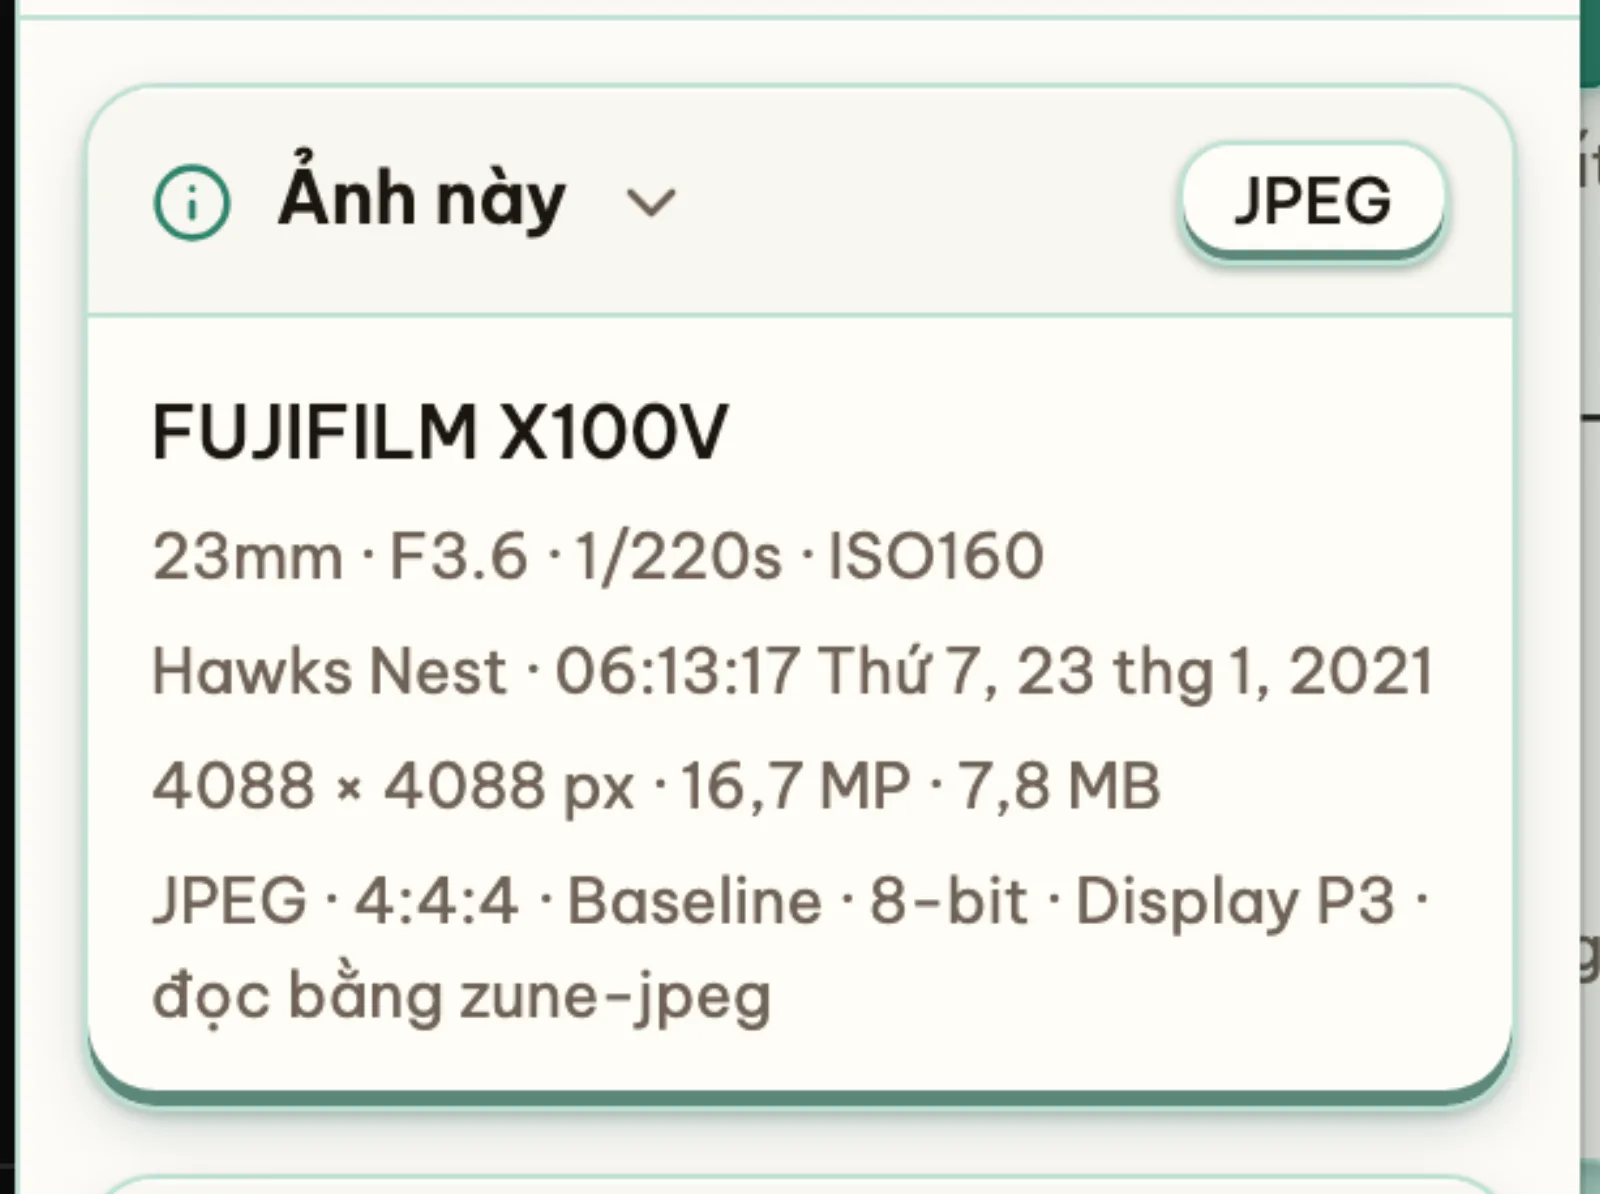 Ảnh này
JPEG
FUJIFILM X100V
23mm · F3.6 · 1/220s · ISO160
Hawks Nest · 06:13:17 Thứ 7, 23 thg 1, 2021
4088 × 4088 px · 16,7 MP · 7,8 MB
JPEG · 4:4:4 · Baseline · 8-bit · Display P3 ·
đọc bằng zune-jpeg